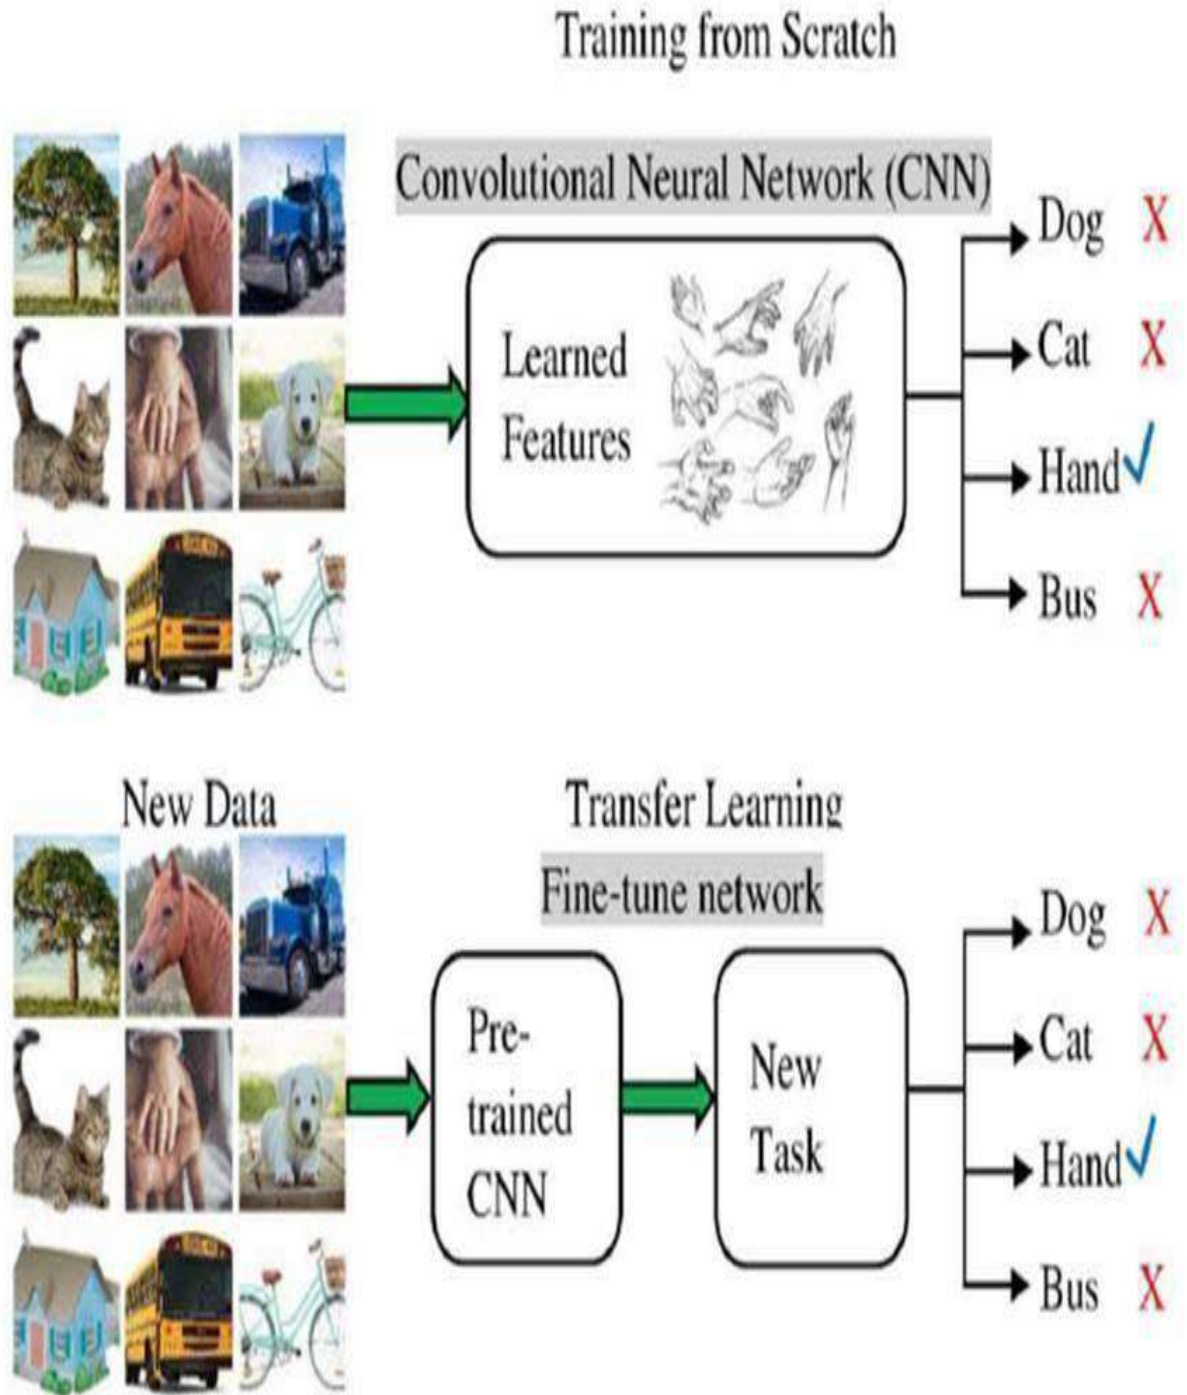 Training from Scratch
Convolutional Neural Network (CNN)
Learned
Features
Dog X
Cat X
Hand ✓
Bus X
New Data
Transfer Learning
Fine-tune network
Pre-
trained
CNN
New
Task
Dog X
Cat X
Hand ✓
Bus X